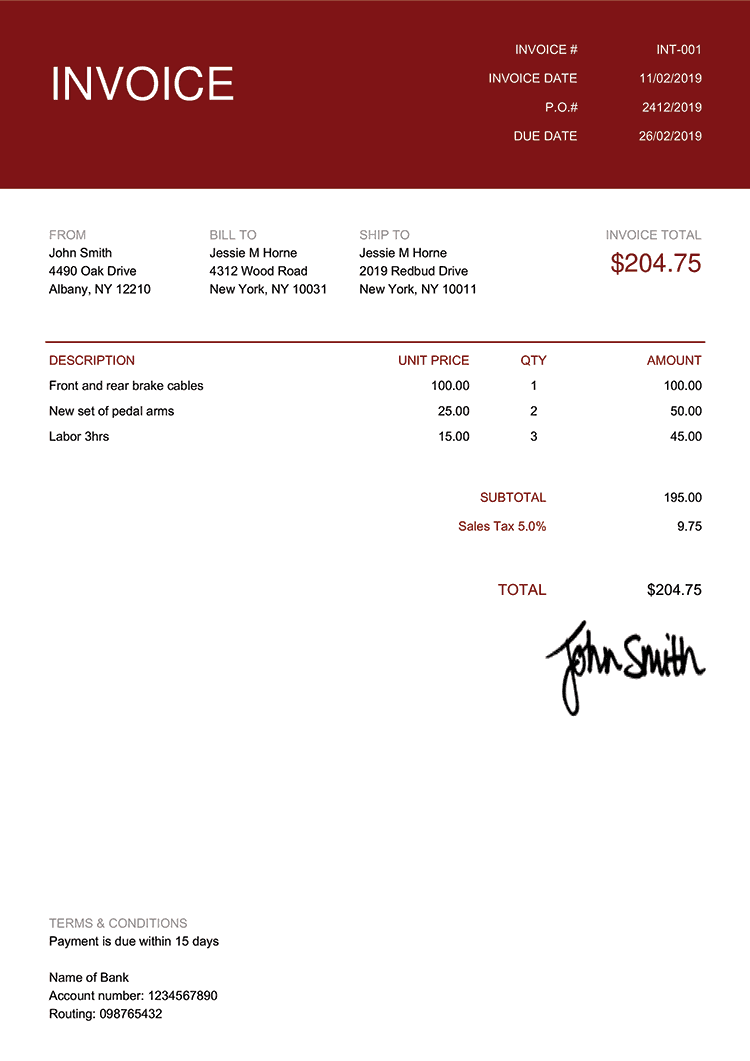 INVOICE
INVOICE # INT-001
INVOICE DATE 11/02/2019
P.O.# 2412/2019
DUE DATE 26/02/2019
FROM
John Smith
4490 Oak Drive
Albany, NY 12210
BILL TO
Jessie M Horne
4312 Wood Road
New York, NY 10031
SHIP TO
Jessie M Horne
2019 Redbud Drive
New York, NY 10011
INVOICE TOTAL
$204.75
DESCRIPTION UNIT PRICE QTY AMOUNT
Front and rear brake cables 100.00 1 100.00
New set of pedal arms 25.00 2 50.00
Labor 3hrs 15.00 3 45.00
SUBTOTAL 195.00
Sales Tax 5.0% 9.75
TOTAL $204.75
John Smith
TERMS & CONDITIONS
Payment is due within 15 days
Name of Bank
Account number: 1234567890
Routing: 098765432